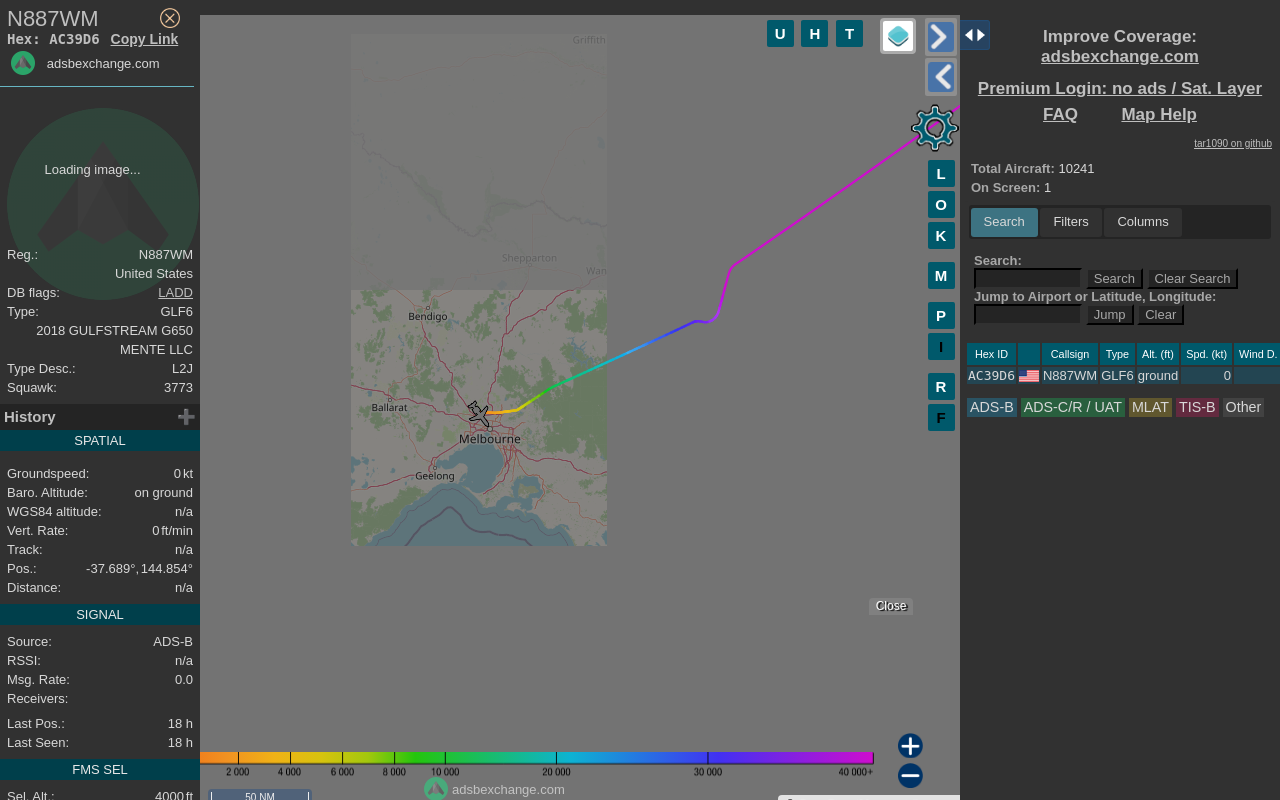 N887WM
Hex: AC39D6 Copy Link
adsbexchange.com
Loading image...
Reg.: N887WM
United States
DB flags: LADD
Type: GLF6
2018 GULFSTREAM G650
MENTE LLC
Type Desc.: L2J
Squawk: 3773
History
SPATIAL
Groundspeed: 0 kt
Baro. Altitude: on ground
WGS84 altitude: n/a
Vert. Rate: 0 ft/min
Track: n/a
Pos.: -37.689°, 144.854°
Distance: n/a
SIGNAL
Source: ADS-B
RSSI: n/a
Msg. Rate: 0.0
Receivers:
Last Pos.: 18 h
Last Seen: 18 h
FMS SEL
Sel. Alt.: 4000 ft
U H T
Griffith
Shepparton
Wan
Bendigo
Ballarat
Melbourne
Geelong
L
O
K
M
P
I
R
F
Close
2 000 4 000 6 000 8 000 10 000 20 000 30 000 40 000+
adsbexchange.com
50 NM
Improve Coverage:
adsbexchange.com
Premium Login: no ads / Sat. Layer
FAQ Map Help
tar1090 on github
Total Aircraft: 10241
On Screen: 1
Search Filters Columns
Search:
Search Clear Search
Jump to Airport or Latitude, Longitude:
Jump Clear
Hex ID Callsign Type Alt. (ft) Spd. (kt) Wind D.
AC39D6 N887WM GLF6 ground 0
ADS-B ADS-C/R / UAT MLAT TIS-B Other